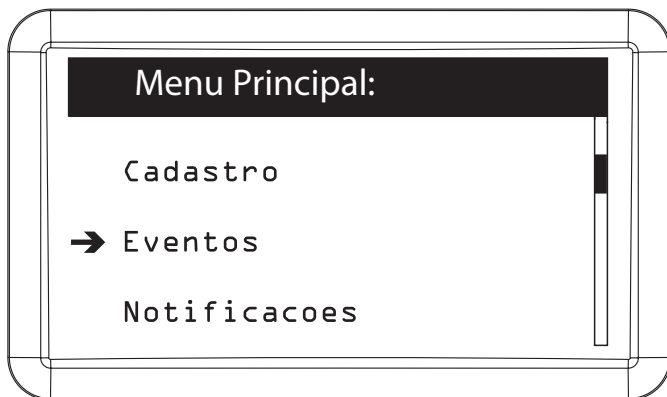 Menu Principal:
Cadastro
➔ Eventos
Notificacoes